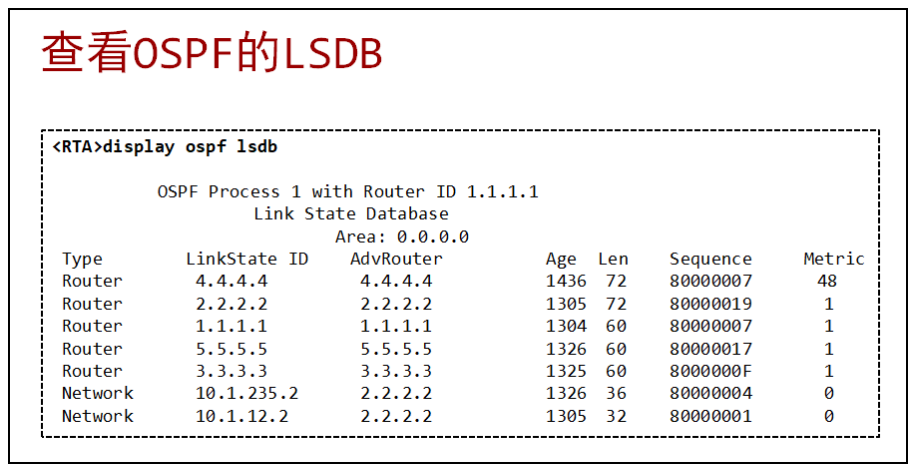 查看OSPF的LSDB
<RTA>display ospf lsdb
OSPF Process 1 with Router ID 1.1.1.1
Link State Database
Area: 0.0.0.0
Type LinkState ID AdvRouter Age Len Sequence Metric
Router 4.4.4.4 4.4.4.4 1436 72 80000007 48
Router 2.2.2.2 2.2.2.2 1305 72 80000019 1
Router 1.1.1.1 1.1.1.1 1304 60 80000007 1
Router 5.5.5.5 5.5.5.5 1326 60 80000017 1
Router 3.3.3.3 3.3.3.3 1325 60 8000000F 1
Network 10.1.235.2 2.2.2.2 1326 36 80000004 0
Network 10.1.12.2 2.2.2.2 1305 32 80000001 0